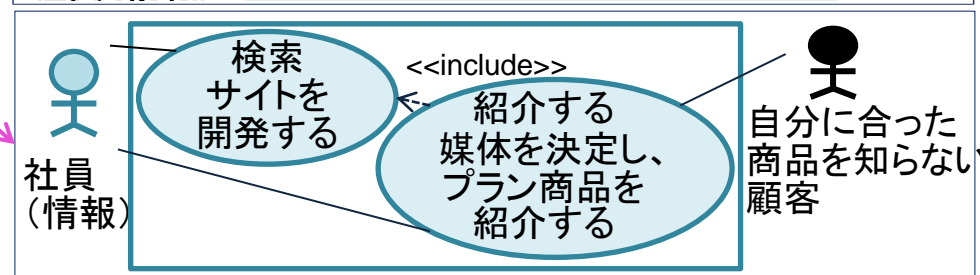 検索
サイトを
開発する
<<include>>
紹介する
媒体を決定し、
プラン商品を
紹介する
社員
（情報）
自分に合った
商品を知らない
顧客